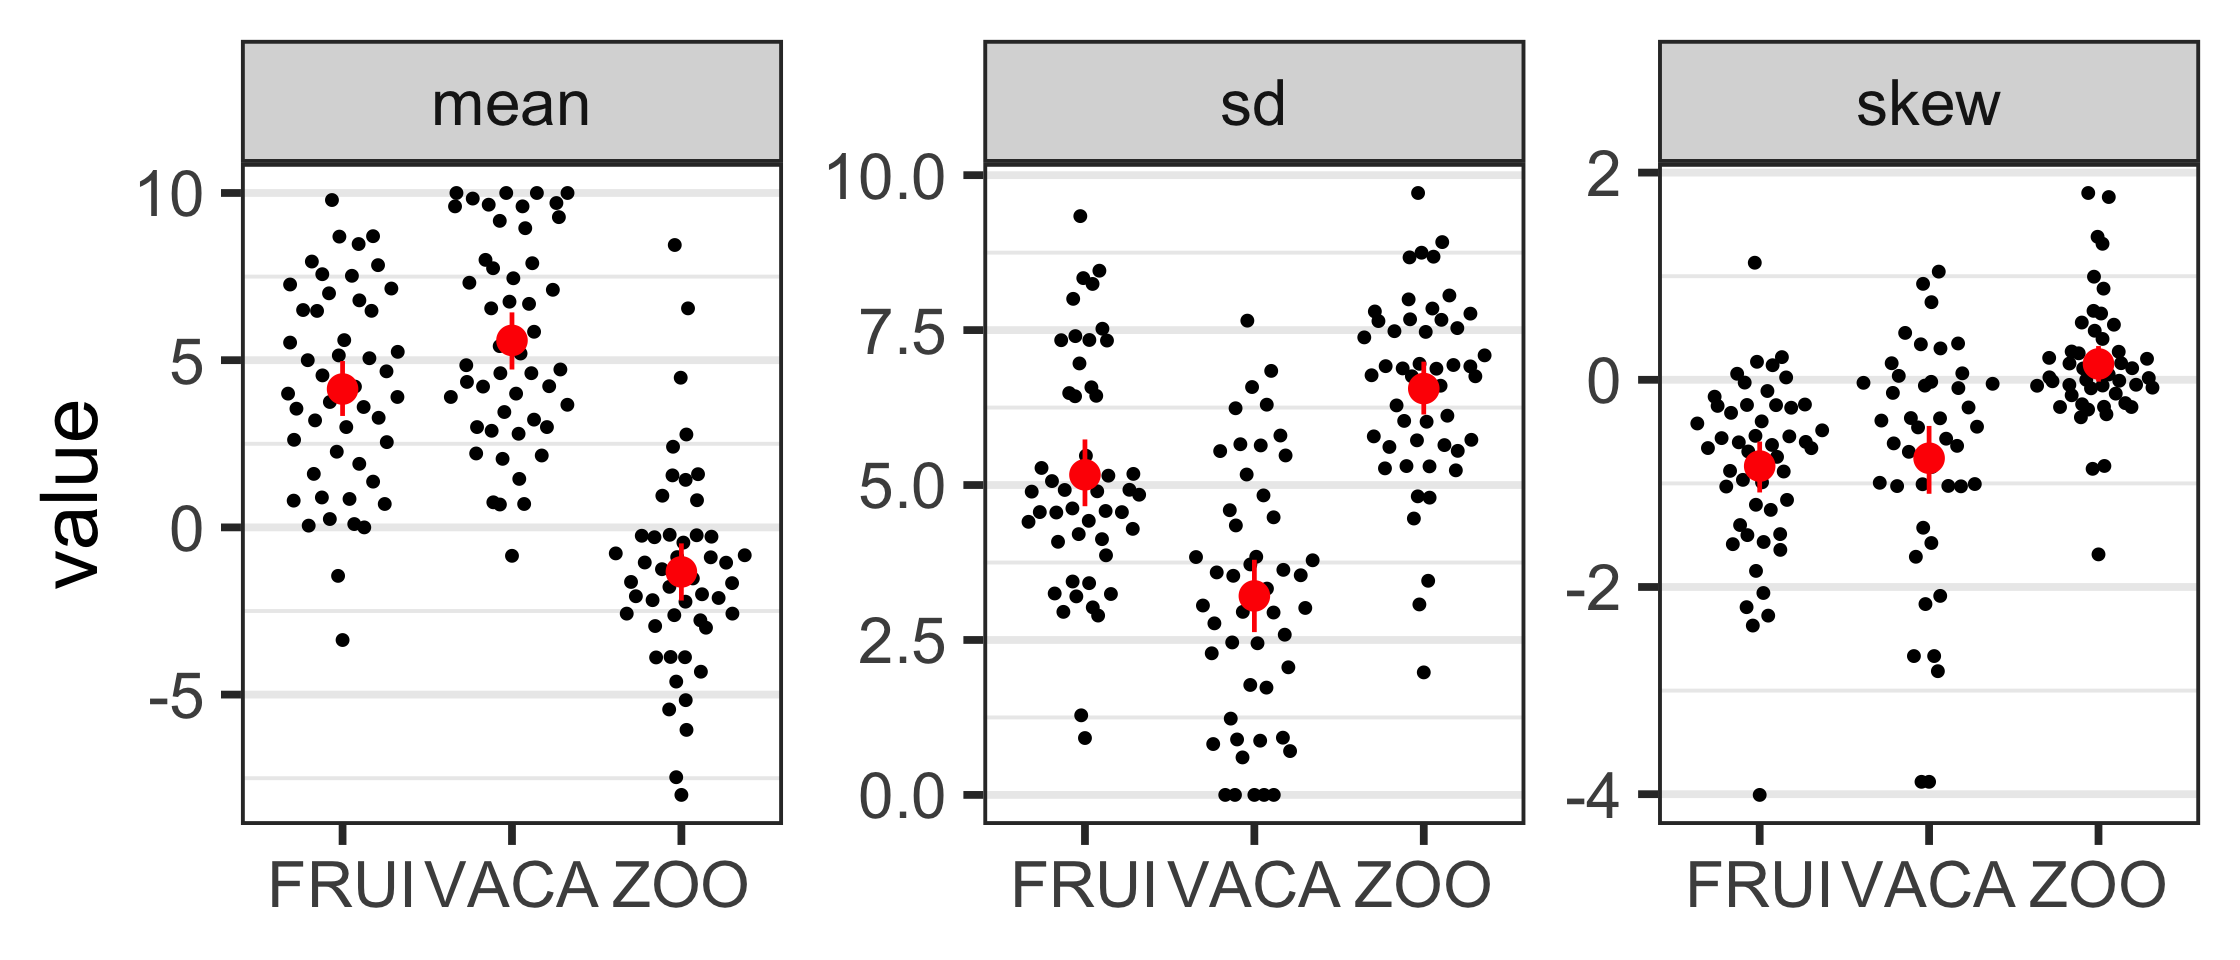 mean
sd
skew
value
10
5
0
-5
10.0
7.5
5.0
2.5
0.0
2
0
-2
-4
FRUI VACA ZOO
FRUI VACA ZOO
FRUI VACA ZOO